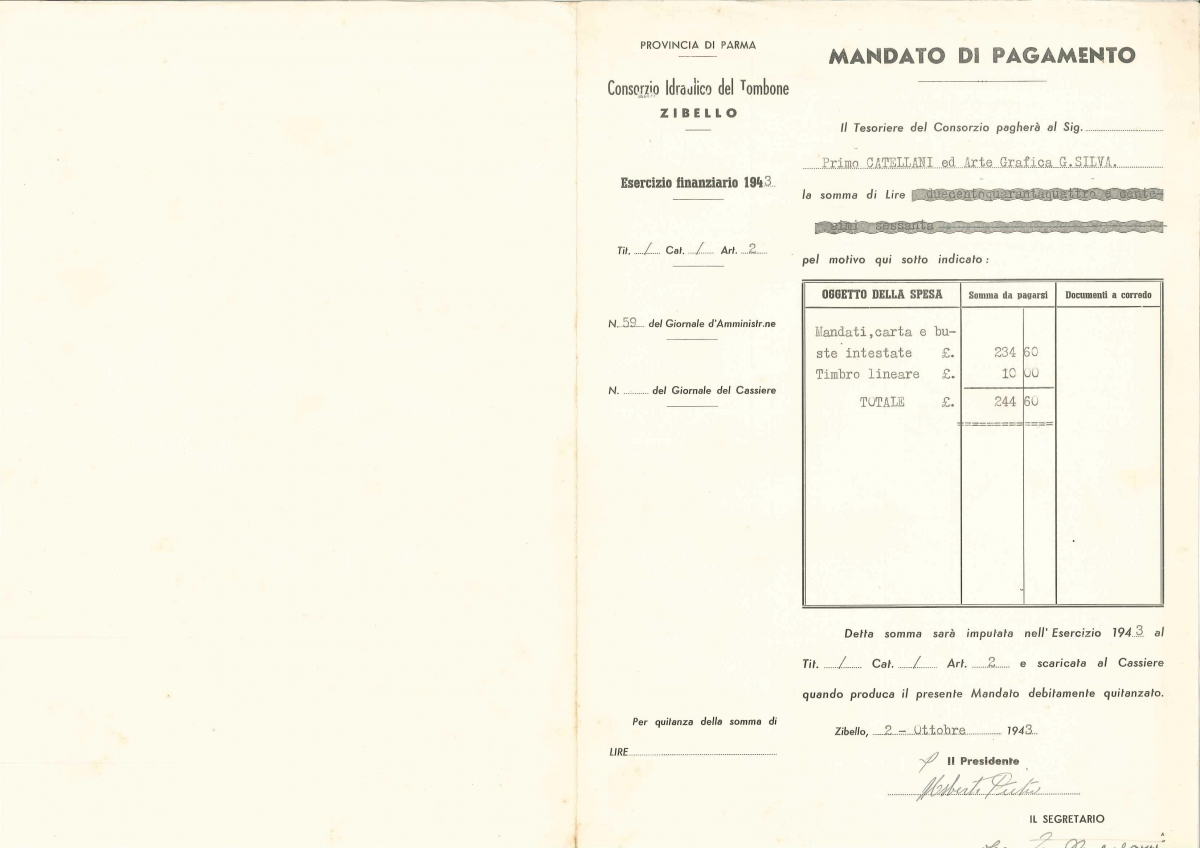 PROVINCIA DI PARMA
Consorzio Idraulico del Tombone
ZIBELLO
Esercizio finanziario 1943
Tit. / Cat. / Art. 2
N. 59 del Giornale d'Amministr.ne
N. del Giornale del Cassiere
Per quitanza della somma di
LIRE
MANDATO DI PAGAMENTO
Il Tesoriere del Consorzio pagherà al Sig.
Primo CATELLANI ed Arte Grafica G.SILVA.
la somma di Lire duecentoquarantaquattro e cente-
simi sessanta
pel motivo qui sotto indicato :
OGGETTO DELLA SPESA Somma da pagarsi Documenti a corredo
Mandati,carta e bu-
ste intestate £. 234 60
Timbro lineare £. 10 00
TOTALE £. 244 60
Detta somma sarà imputata nell' Esercizio 1943 al
Tit. / Cat. / Art. 2 e scaricata al Cassiere
quando produca il presente Mandato debitamente quitanzato.
Zibello, 2 - Ottobre 1943
Il Presidente
IL SEGRETARIO